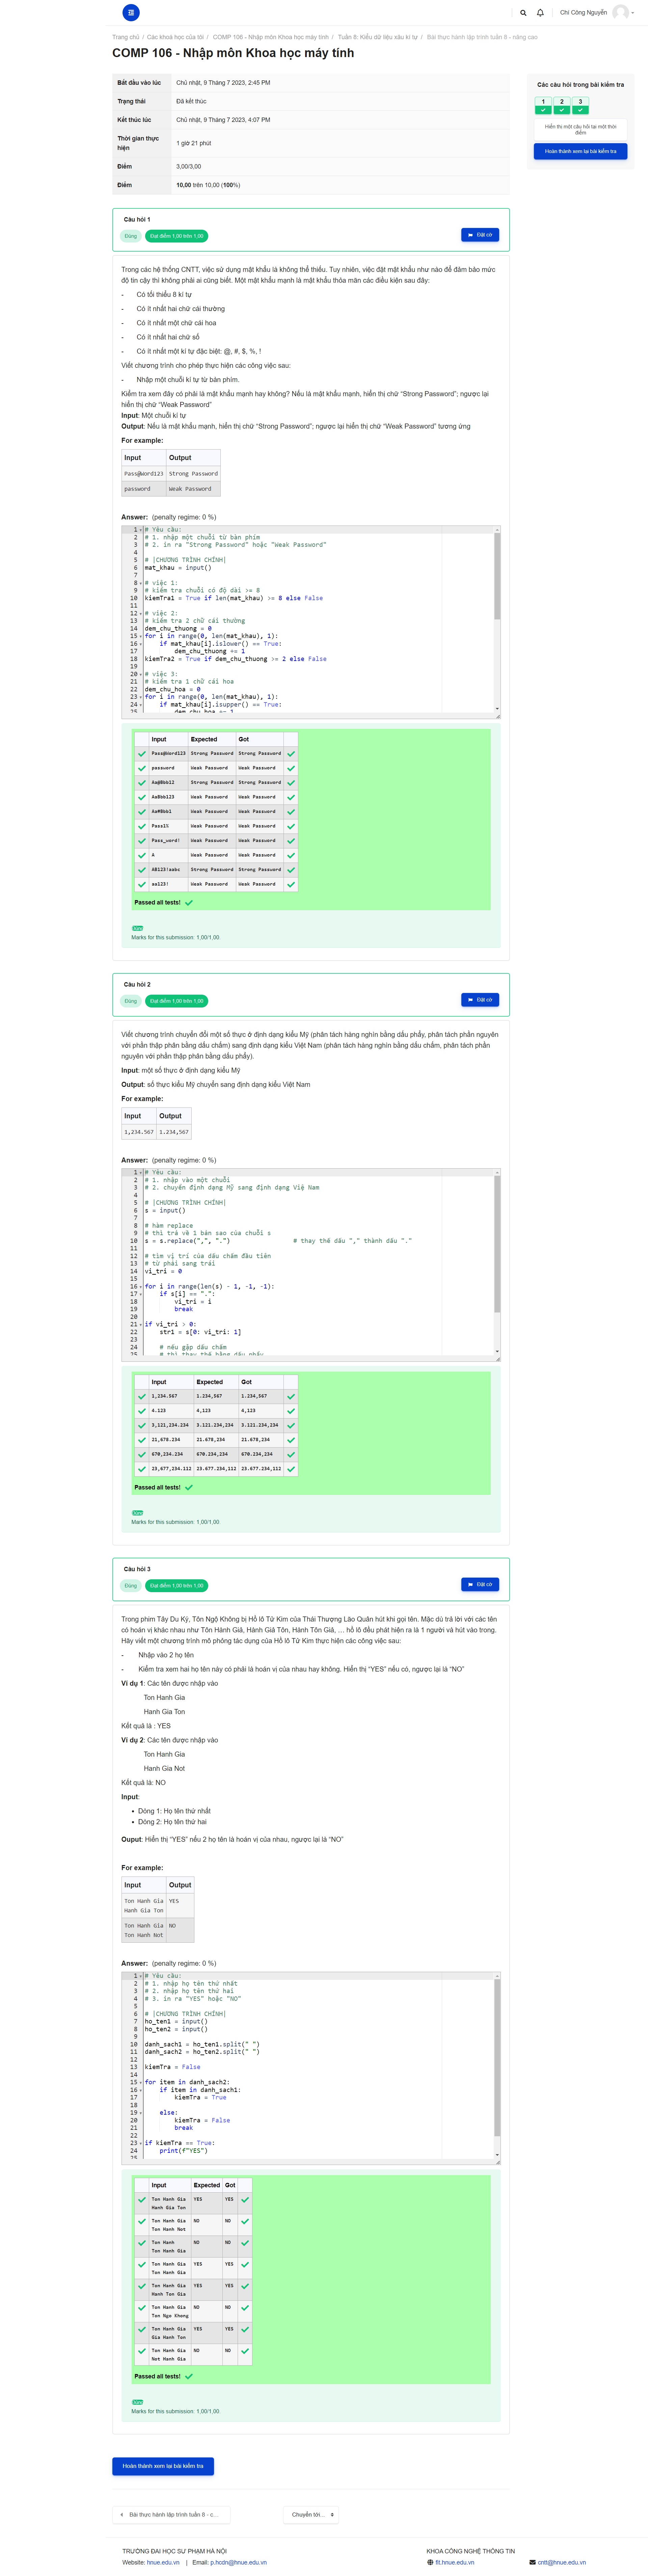 Chí Công Nguyễn
Trang chủ / Các khoá học của tôi / COMP 106 - Nhập môn Khoa học máy tính / Tuần 8: Kiểu dữ liệu xâu kí tự / Bài thực hành lập trình tuần 8 - nâng cao
COMP 106 - Nhập môn Khoa học máy tính
Bắt đầu vào lúc Chủ nhật, 9 Tháng 7 2023, 2:45 PM
Trạng thái Đã kết thúc
Kết thúc lúc Chủ nhật, 9 Tháng 7 2023, 4:07 PM
Thời gian thực hiện 1 giờ 21 phút
Điểm 3,00/3,00
Điểm 10,00 trên 10,00 (100%)
Các câu hỏi trong bài kiểm tra
1 2 3
Hiển thị một câu hỏi tại một thời điểm
Hoàn thành xem lại bài kiểm tra
Câu hỏi 1
Đúng Đạt điểm 1,00 trên 1,00 Đặt cờ
Trong các hệ thống CNTT, việc sử dụng mật khẩu là không thể thiếu. Tuy nhiên, việc đặt mật khẩu như nào để đảm bảo mức
độ tin cậy thì không phải ai cũng biết. Một mật khẩu mạnh là mật khẩu thỏa mãn các điều kiện sau đây:
- Có tối thiểu 8 kí tự
- Có ít nhất hai chữ cái thường
- Có ít nhất một chữ cái hoa
- Có ít nhất hai chữ số
- Có ít nhất một kí tự đặc biệt: @, #, $, %, !
Viết chương trình cho phép thực hiện các công việc sau:
- Nhập một chuỗi kí tự từ bàn phím.
Kiểm tra xem đây có phải là mật khẩu mạnh hay không? Nếu là mật khẩu mạnh, hiển thị chữ “Strong Password”; ngược lại
hiển thị chữ “Weak Password”
Input: Một chuỗi kí tự
Output: Nếu là mật khẩu mạnh, hiển thị chữ “Strong Password”; ngược lại hiển thị chữ “Weak Password” tương ứng
For example:
Input Output
Pass@Word123 Strong Password
password Weak Password
Answer: (penalty regime: 0 %)
1 # Yêu cầu:
2 # 1. nhập một chuỗi từ bàn phím
3 # 2. in ra "Strong Password" hoặc "Weak Password"
4
5 # |CHƯƠNG TRÌNH CHÍNH|
6 mat_khau = input()
7
8 # việc 1:
9 # kiểm tra chuỗi có độ dài >= 8
10 kiemTra1 = True if len(mat_khau) >= 8 else False
11
12 # việc 2:
13 # kiểm tra 2 chữ cái thường
14 dem_chu_thuong = 0
15 for i in range(0, len(mat_khau), 1):
16 if mat_khau[i].islower() == True:
17 dem_chu_thuong += 1
18 kiemTra2 = True if dem_chu_thuong >= 2 else False
19
20 # việc 3:
21 # kiểm tra 1 chữ cái hoa
22 dem_chu_hoa = 0
23 for i in range(0, len(mat_khau), 1):
24 if mat_khau[i].isupper() == True:
25 dem_chu_hoa += 1
Input Expected Got
Pass@Word123 Strong Password Strong Password
password Weak Password Weak Password
Aa@Bbb12 Strong Password Strong Password
AaBbb123 Weak Password Weak Password
Aa#Bbb1 Weak Password Weak Password
Pass1% Weak Password Weak Password
Pass_word! Weak Password Weak Password
A Weak Password Weak Password
AB123!aabc Strong Password Strong Password
aa123! Weak Password Weak Password
Passed all tests!
Đúng
Marks for this submission: 1,00/1,00.
Câu hỏi 2
Đúng Đạt điểm 1,00 trên 1,00 Đặt cờ
Viết chương trình chuyển đổi một số thực ở định dạng kiểu Mỹ (phân tách hàng nghìn bằng dấu phẩy, phân tách phần nguyên
với phần thập phân bằng dấu chấm) sang định dạng kiểu Việt Nam (phân tách hàng nghìn bằng dấu chấm, phân tách phần
nguyên với phần thập phân bằng dấu phẩy).
Input: một số thực ở định dạng kiểu Mỹ
Output: số thực kiểu Mỹ chuyển sang định dạng kiểu Việt Nam
For example:
Input Output
1,234.567 1.234,567
Answer: (penalty regime: 0 %)
1 # Yêu cầu:
2 # 1. nhập vào một chuỗi
3 # 2. chuyển định dạng Mỹ sang định dạng Việ Nam
4
5 # |CHƯƠNG TRÌNH CHÍNH|
6 s = input()
7
8 # hàm replace
9 # thì trả về 1 bản sao của chuỗi s
10 s = s.replace(",", ".") # thay thế dấu "," thành dấu "."
11
12 # tìm vị trí của dấu chấm đầu tiên
13 # từ phải sang trái
14 vi_tri = 0
15
16 for i in range(len(s) - 1, -1, -1):
17 if s[i] == ".":
18 vi_tri = i
19 break
20
21 if vi_tri > 0:
22 str1 = s[0: vi_tri: 1]
23
24 # nếu gặp dấu chấm
25 # thì thay thế bằng dấu phẩy
Input Expected Got
1,234.567 1.234,567 1.234,567
4.123 4,123 4,123
3,121,234.234 3.121.234,234 3.121.234,234
21,678.234 21.678,234 21.678,234
670,234.234 670.234,234 670.234,234
23,677,234.112 23.677.234,112 23.677.234,112
Passed all tests!
Đúng
Marks for this submission: 1,00/1,00.
Câu hỏi 3
Đúng Đạt điểm 1,00 trên 1,00 Đặt cờ
Trong phim Tây Du Ký, Tôn Ngộ Không bị Hồ lô Tử Kim của Thái Thượng Lão Quân hút khi gọi tên. Mặc dù trả lời với các tên
có hoán vị khác nhau như Tôn Hành Giả, Hành Giả Tôn, Hành Tôn Giả, … hồ lô đều phát hiện ra là 1 người và hút vào trong.
Hãy viết một chương trình mô phỏng tác dụng của Hồ lô Tử Kim thực hiện các công việc sau:
- Nhập vào 2 họ tên
- Kiểm tra xem hai họ tên này có phải là hoán vị của nhau hay không. Hiển thị “YES” nếu có, ngược lại là “NO”
Ví dụ 1: Các tên được nhập vào
Ton Hanh Gia
Hanh Gia Ton
Kết quả là : YES
Ví dụ 2: Các tên được nhập vào
Ton Hanh Gia
Hanh Gia Not
Kết quả là: NO
Input:
• Dòng 1: Họ tên thứ nhất
• Dòng 2: Họ tên thứ hai
Ouput: Hiển thị “YES” nếu 2 họ tên là hoán vị của nhau, ngược lại là “NO”
For example:
Input Output
Ton Hanh Gia YES
Hanh Gia Ton
Ton Hanh Gia NO
Ton Hanh Not
Answer: (penalty regime: 0 %)
1 # Yêu cầu:
2 # 1. nhập họ tên thứ nhất
3 # 2. nhập họ tên thứ hai
4 # 3. in ra "YES" hoặc "NO"
5
6 # |CHƯƠNG TRÌNH CHÍNH|
7 ho_ten1 = input()
8 ho_ten2 = input()
9
10 danh_sach1 = ho_ten1.split(" ")
11 danh_sach2 = ho_ten2.split(" ")
12
13 kiemTra = False
14
15 for item in danh_sach2:
16 if item in danh_sach1:
17 kiemTra = True
18
19 else:
20 kiemTra = False
21 break
22
23 if kiemTra == True:
24 print(f"YES")
25
Input Expected Got
Ton Hanh Gia YES YES
Hanh Gia Ton
Ton Hanh Gia NO NO
Ton Hanh Not
Ton Hanh NO NO
Ton Hanh Gia
Ton Hanh Gia YES YES
Ton Hanh Gia
Ton Hanh Gia YES YES
Hanh Ton Gia
Ton Hanh Gia NO NO
Ton Ngo Khong
Ton Hanh Gia YES YES
Gia Hanh Ton
Ton Hanh Gia NO NO
Not Hanh Gia
Passed all tests!
Đúng
Marks for this submission: 1,00/1,00.
Hoàn thành xem lại bài kiểm tra
Bài thực hành lập trình tuần 8 - c... Chuyển tới...
TRƯỜNG ĐẠI HỌC SƯ PHẠM HÀ NỘI KHOA CÔNG NGHỆ THÔNG TIN
Website: hnue.edu.vn | Email: p.hcdn@hnue.edu.vn fit.hnue.edu.vn cntt@hnue.edu.vn